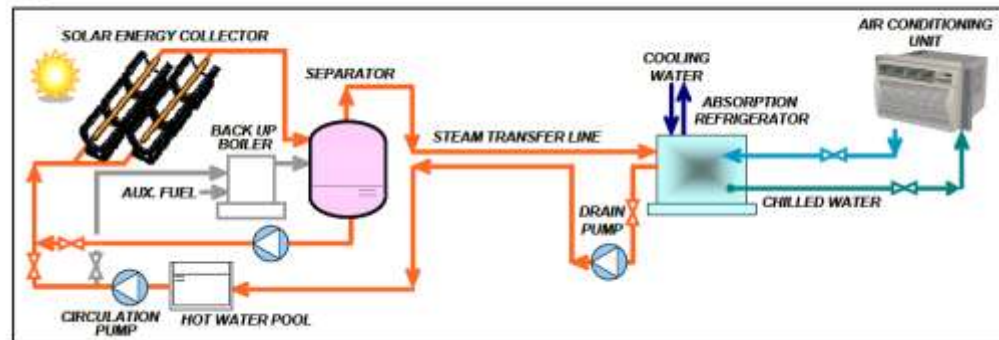 SOLAR ENERGY COLLECTOR
SEPARATOR
BACK UP
BOILER
AUX. FUEL
CIRCULATION
PUMP
HOT WATER POOL
STEAM TRANSFER LINE
COOLING
WATER
ABSORPTION
REFRIGERATOR
DRAIN
PUMP
AIR CONDITIONING
UNIT
CHILLED WATER